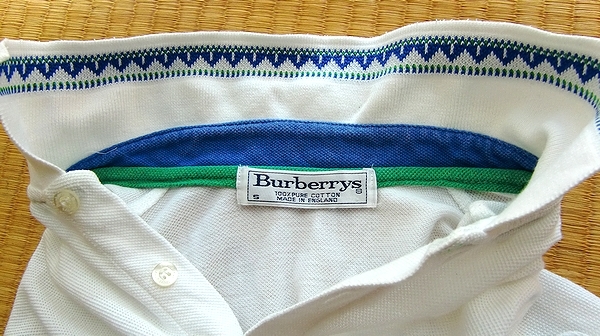 Burberrys
100% PURE COTTON
S MADE IN ENGLAND